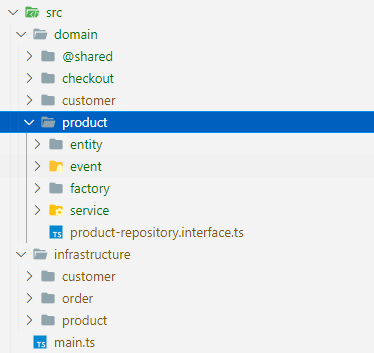 src
domain
@shared
checkout
customer
product
entity
event
factory
service
TS product-repository.interface.ts
infrastructure
customer
order
product
TS main.ts